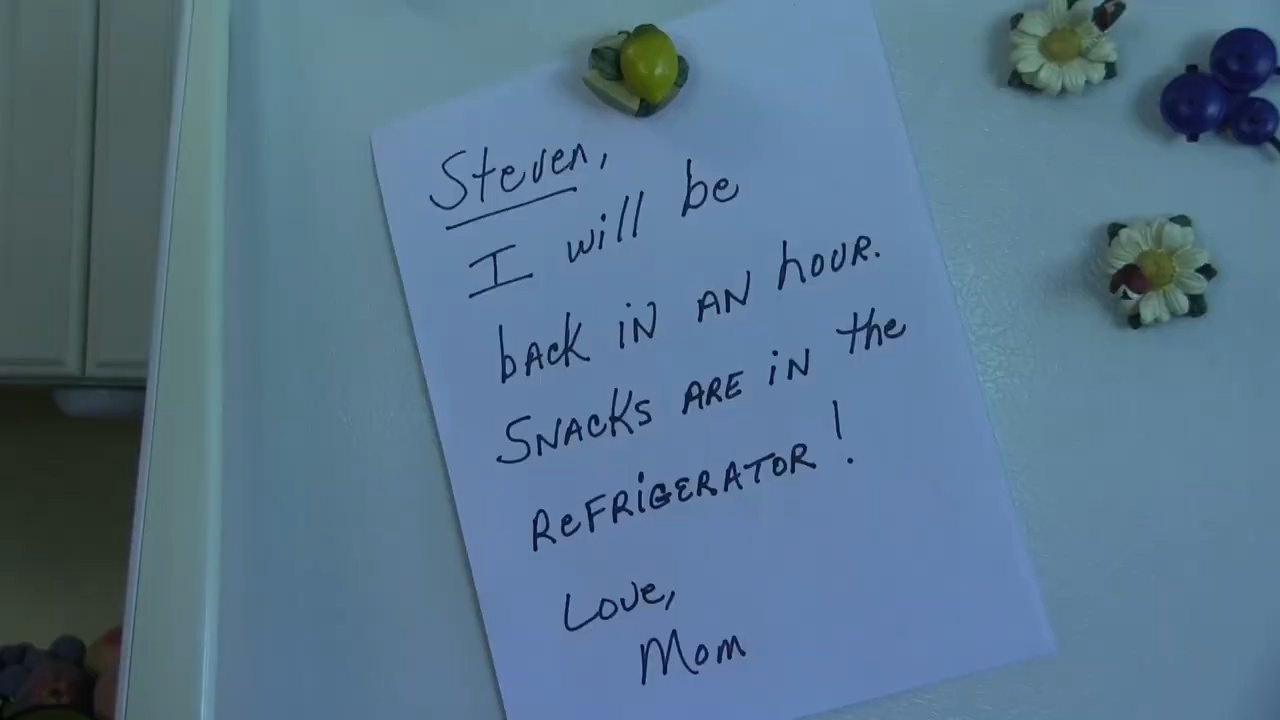 Steven,
I will be
back in AN hour.
Snacks ARE in the
ReFRiGERATOR!
Love,
Mom